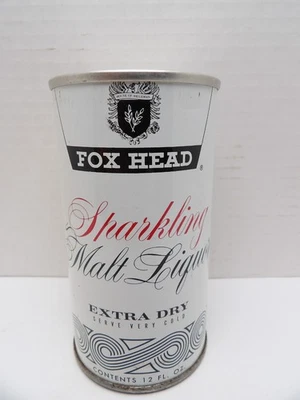 FOX HEAD ®
Sparkling
Malt Liquor
EXTRA DRY
SERVE VERY COLD
CONTENTS 12 FL. OZ